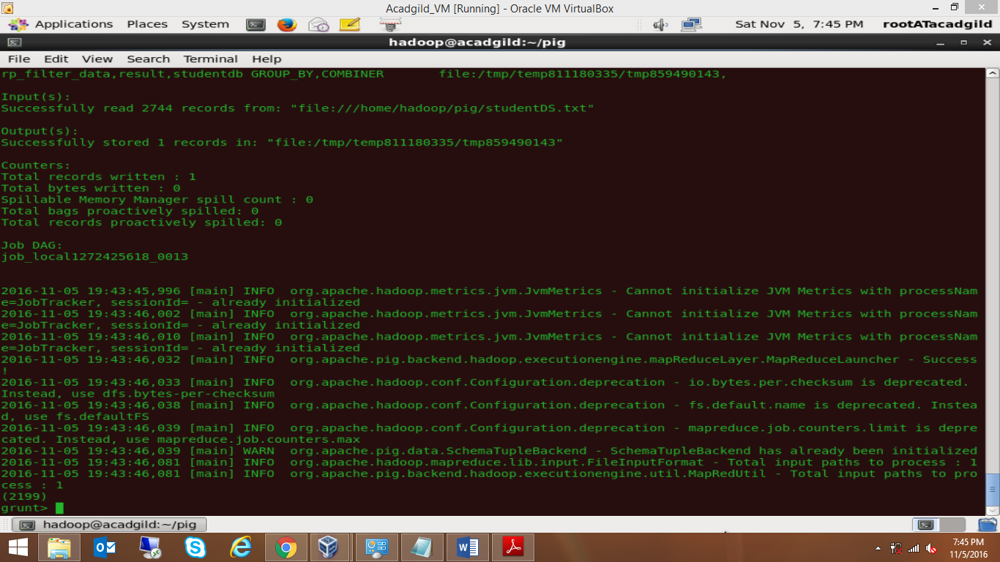 Acadgild_VM [Running] - Oracle VM VirtualBox
Applications Places System Sat Nov 5, 7:45 PM rootATacadgild
hadoop@acadgild:~/pig
File Edit View Search Terminal Help
rp_filter_data,result,studentdb GROUP_BY,COMBINER file:/tmp/temp811180335/tmp859490143,
Input(s):
Successfully read 2744 records from: "file:///home/hadoop/pig/studentDS.txt"
Output(s):
Successfully stored 1 records in: "file:/tmp/temp811180335/tmp859490143"
Counters:
Total records written : 1
Total bytes written : 0
Spillable Memory Manager spill count : 0
Total bags proactively spilled: 0
Total records proactively spilled: 0
Job DAG:
job_local1272425618_0013
2016-11-05 19:43:45,996 [main] INFO org.apache.hadoop.metrics.jvm.JvmMetrics - Cannot initialize JVM Metrics with processNam
e=JobTracker, sessionId= - already initialized
2016-11-05 19:43:46,002 [main] INFO org.apache.hadoop.metrics.jvm.JvmMetrics - Cannot initialize JVM Metrics with processNam
e=JobTracker, sessionId= - already initialized
2016-11-05 19:43:46,010 [main] INFO org.apache.hadoop.metrics.jvm.JvmMetrics - Cannot initialize JVM Metrics with processNam
e=JobTracker, sessionId= - already initialized
2016-11-05 19:43:46,032 [main] INFO org.apache.pig.backend.hadoop.executionengine.mapReduceLayer.MapReduceLauncher - Success
!
2016-11-05 19:43:46,033 [main] INFO org.apache.hadoop.conf.Configuration.deprecation - io.bytes.per.checksum is deprecated.
Instead, use dfs.bytes-per-checksum
2016-11-05 19:43:46,038 [main] INFO org.apache.hadoop.conf.Configuration.deprecation - fs.default.name is deprecated. Instea
d, use fs.defaultFS
2016-11-05 19:43:46,039 [main] INFO org.apache.hadoop.conf.Configuration.deprecation - mapreduce.job.counters.limit is depre
cated. Instead, use mapreduce.job.counters.max
2016-11-05 19:43:46,039 [main] WARN org.apache.pig.data.SchemaTupleBackend - SchemaTupleBackend has already been initialized
2016-11-05 19:43:46,081 [main] INFO org.apache.hadoop.mapreduce.lib.input.FileInputFormat - Total input paths to process : 1
2016-11-05 19:43:46,081 [main] INFO org.apache.pig.backend.hadoop.executionengine.util.MapRedUtil - Total input paths to pro
cess : 1
(2199)
grunt>
hadoop@acadgild:~/pig
7:45 PM
11/5/2016